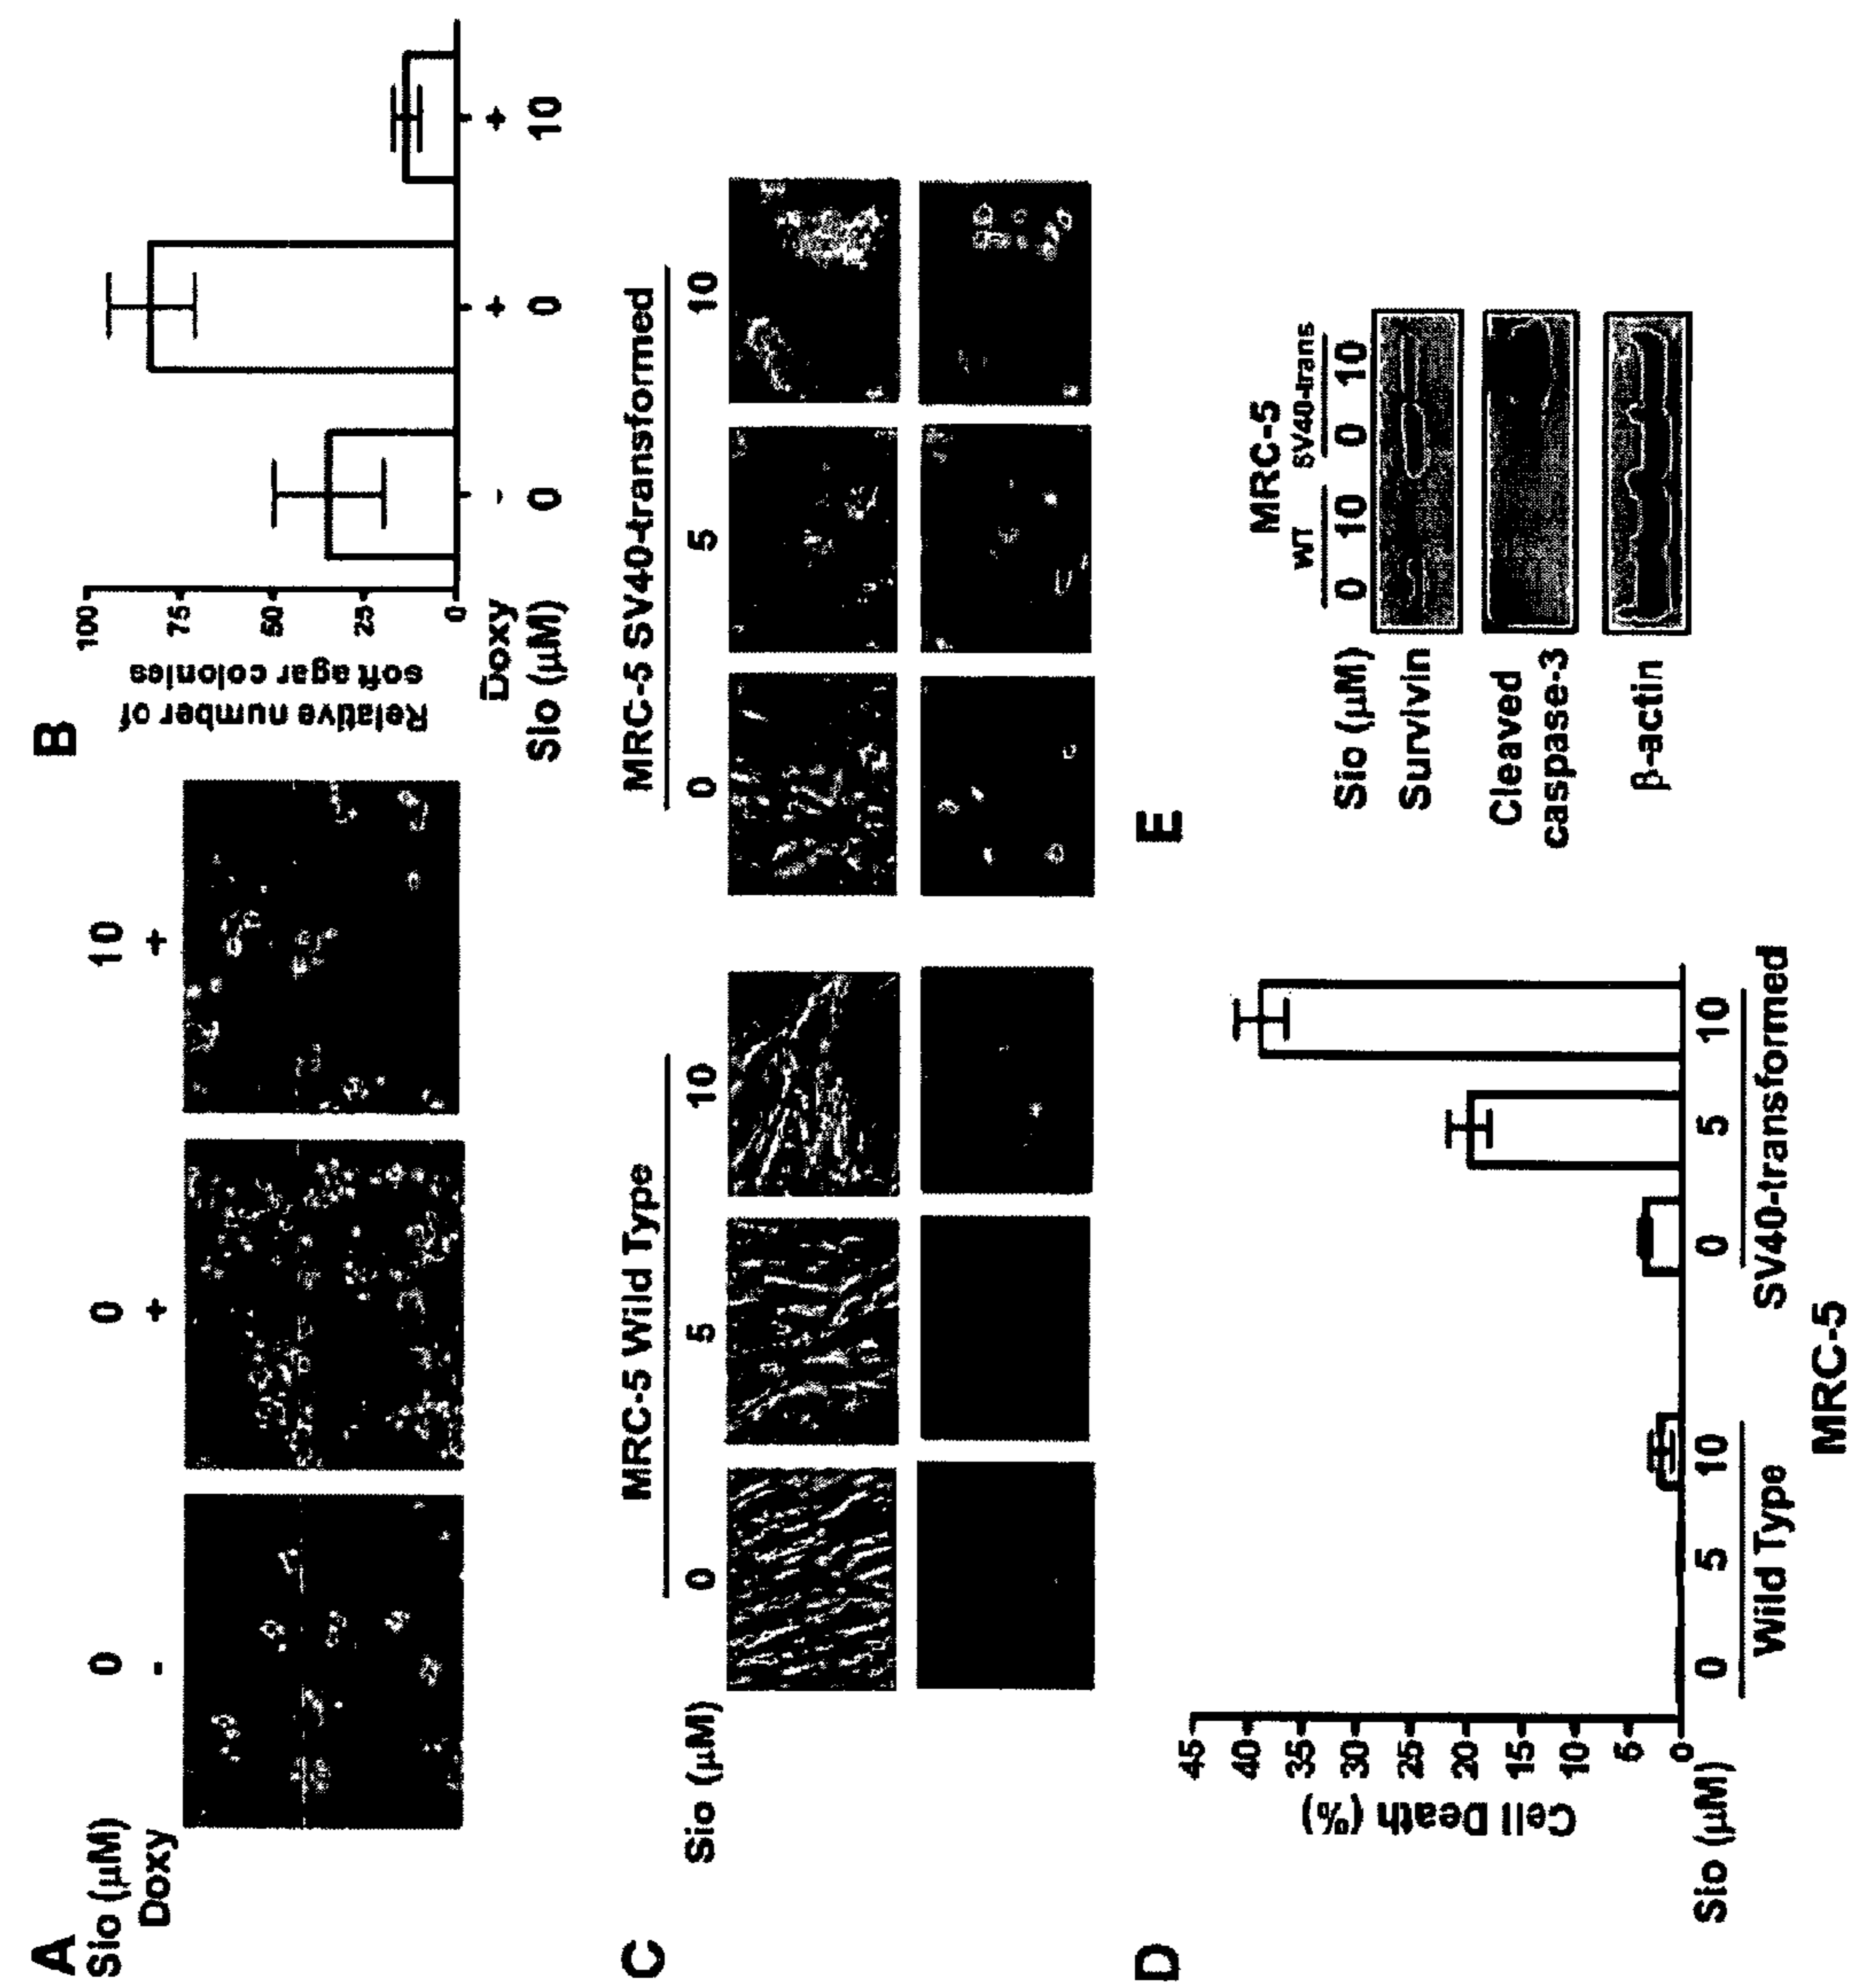 A
Sio (µM) 0 0 10
Doxy - + +
B
Relative number of
soft agar colonies
100
75
50
25
0
Doxy - + +
Sio (µM) 0 0 10
C
MRC-5 Wild Type MRC-5 SV40-transformed
Sio (µM) 0 5 10 0 5 10
D
Cell Death (%)
45
40
35
30
25
20
15
10
5
0
Sio (µM) 0 5 10 0 5 10
Wild Type SV40-transformed
MRC-5
E
MRC-5
WT SV40-trans
Sio (µM) 0 10 0 10
Survivin
Cleaved
caspase-3
β-actin